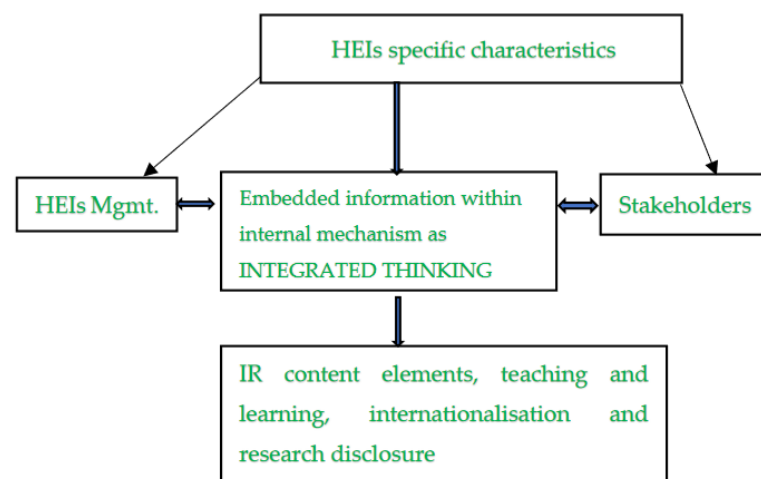 HEIs specific characteristics
HEIs Mgmt.
Embedded information within
internal mechanism as
INTEGRATED THINKING
Stakeholders
IR content elements, teaching and
learning, internationalisation and
research disclosure